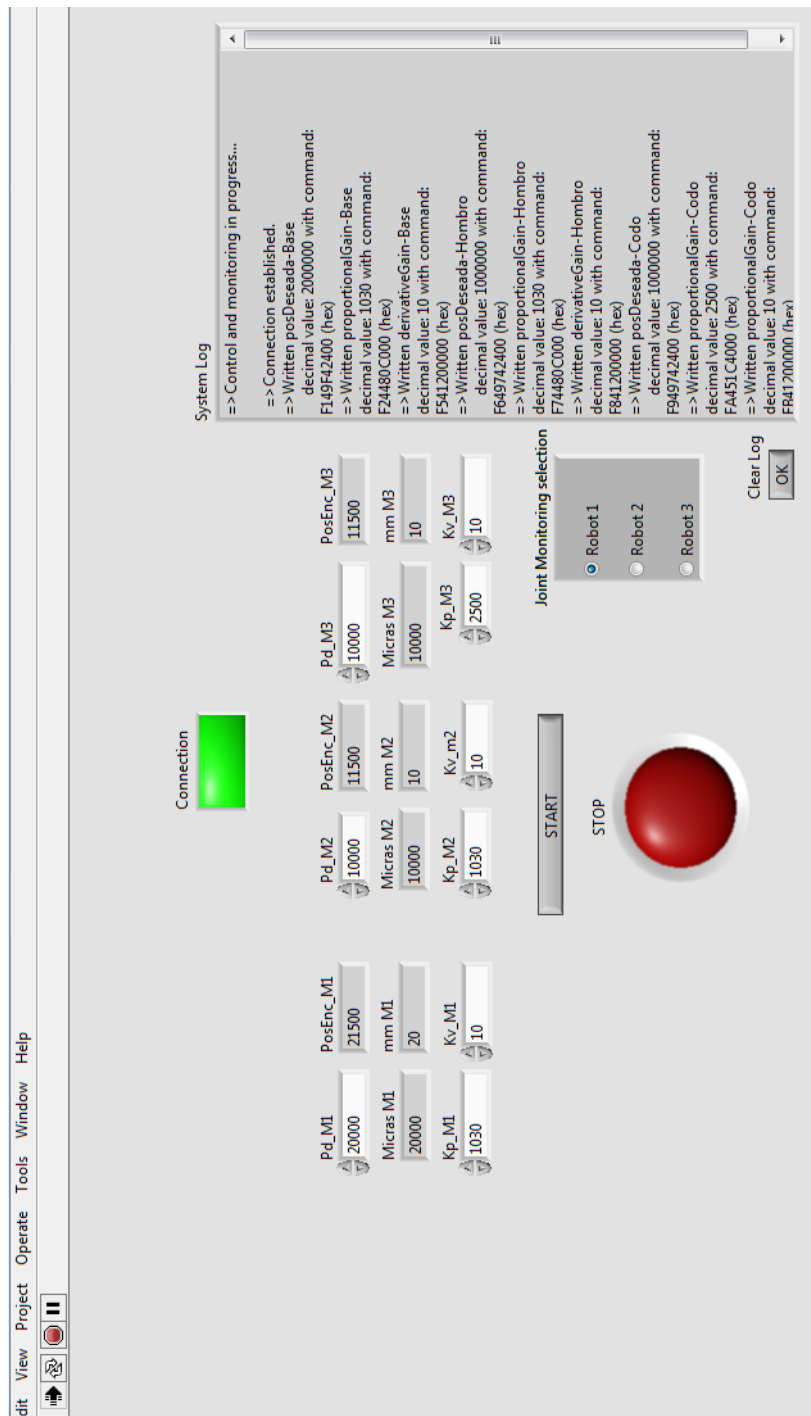 dit View Project Operate Tools Window Help
Connection
Pd_M1 PosEnc_M1 Pd_M2 PosEnc_M2 Pd_M3 PosEnc_M3
20000 21500 10000 11500 10000 11500
Micras M1 mm M1 Micras M2 mm M2 Micras M3 mm M3
20000 20 10000 10 10000 10
Kp_M1 Kv_M1 Kp_M2 Kv_m2 Kp_M3 Kv_M3
1030 10 1030 10 2500 10
START
STOP
Joint Monitoring selection
Robot 1
Robot 2
Robot 3
Clear Log
OK
System Log
=>Control and monitoring in progress...
=>Connection established.
=>Written posDeseada-Base
decimal value: 2000000 with command:
F149F42400 (hex)
=>Written proportionalGain-Base
decimal value: 1030 with command:
F24480C000 (hex)
=>Written derivativeGain-Base
decimal value: 10 with command:
F541200000 (hex)
=>Written posDeseada-Hombro
decimal value: 1000000 with command:
F649742400 (hex)
=>Written proportionalGain-Hombro
decimal value: 1030 with command:
F74480C000 (hex)
=>Written derivativeGain-Hombro
decimal value: 10 with command:
F841200000 (hex)
=>Written posDeseada-Codo
decimal value: 1000000 with command:
F949742400 (hex)
=>Written proportionalGain-Codo
decimal value: 2500 with command:
FA451C4000 (hex)
=>Written proportionalGain-Codo
decimal value: 10 with command:
FB41200000 (hex)